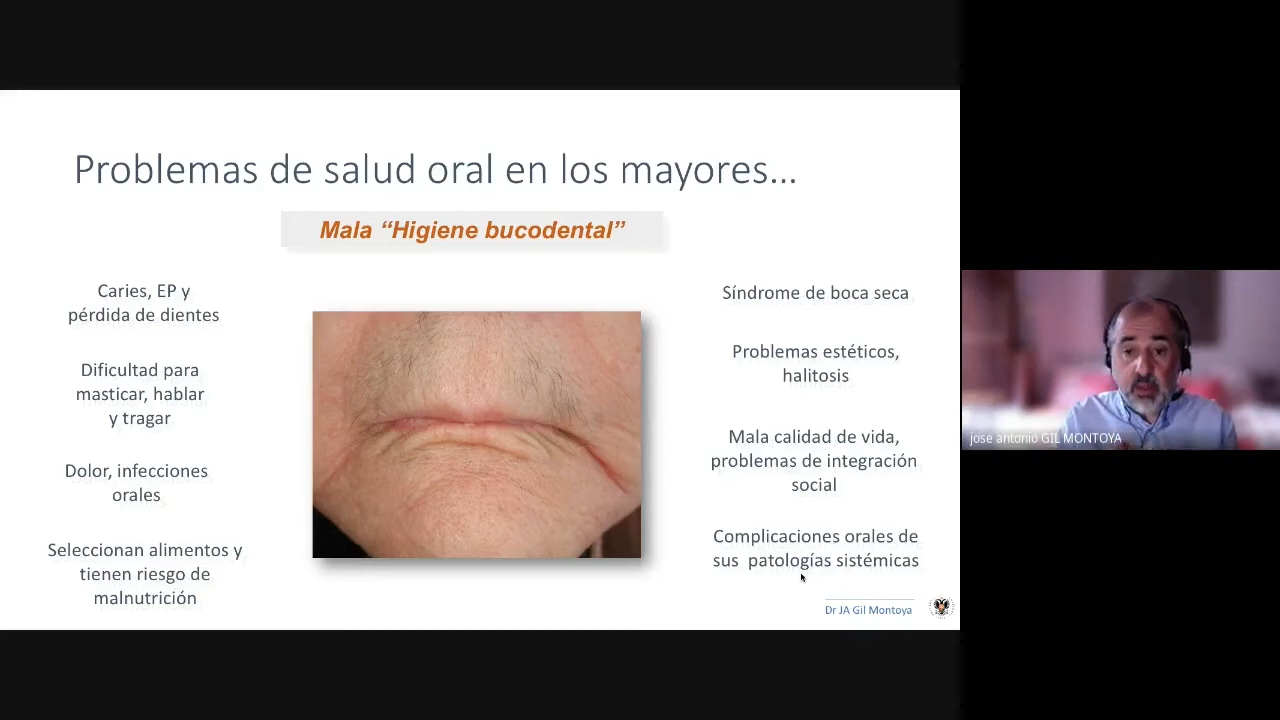 Problemas de salud oral en los mayores...
Mala “Higiene bucodental”
Caries, EP y
pérdida de dientes
Dificultad para
masticar, hablar
y tragar
Dolor, infecciones
orales
Seleccionan alimentos y
tienen riesgo de
malnutrición
Síndrome de boca seca
Problemas estéticos,
halitosis
Mala calidad de vida,
problemas de integración
social
Complicaciones orales de
sus patologías sistémicas
Dr JA Gil Montoya
jose antonio GIL MONTOYA